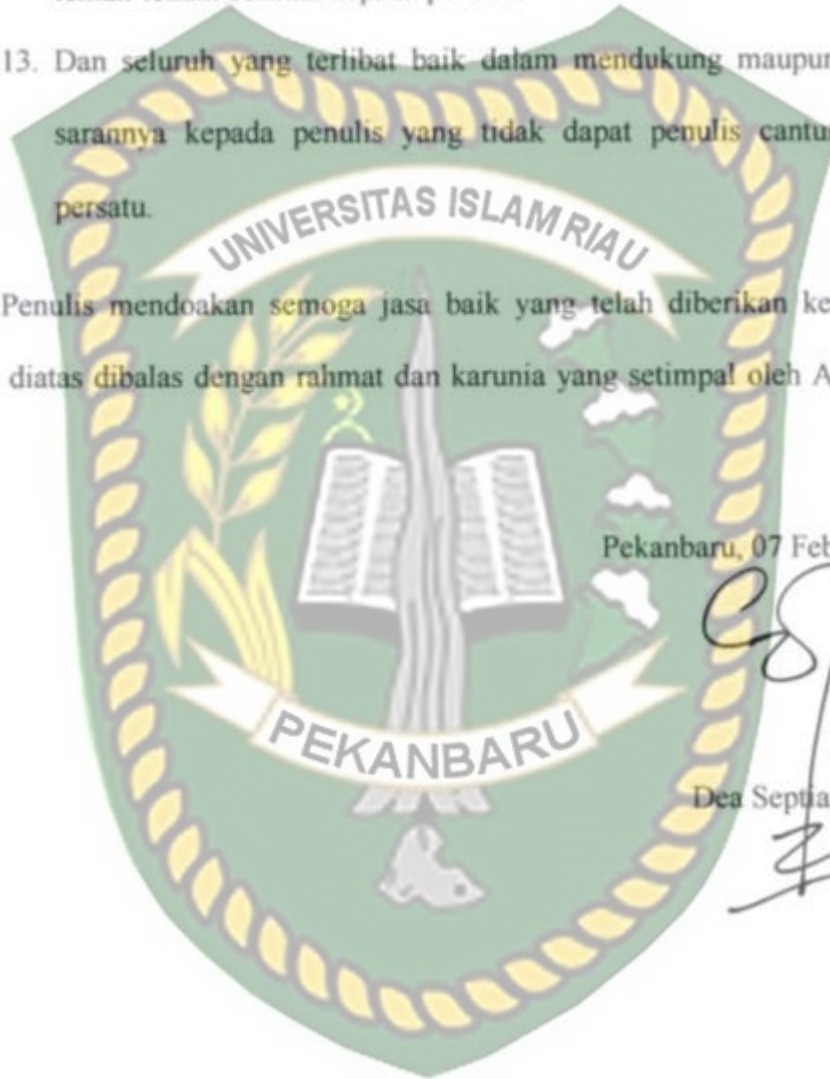 13. Dan seluruh yang terlibat baik dalam mendukung maupun
sarannya kepada penulis yang tidak dapat penulis cantu
persatu.
UNIVERSITAS ISLAM RIAU
Penulis mendoakan semoga jasa baik yang telah diberikan ke
diatas dibalas dengan rahmat dan karunia yang setimpal oleh A
Pekanbaru, 07 Feb
PEKANBARU
Dea Septia